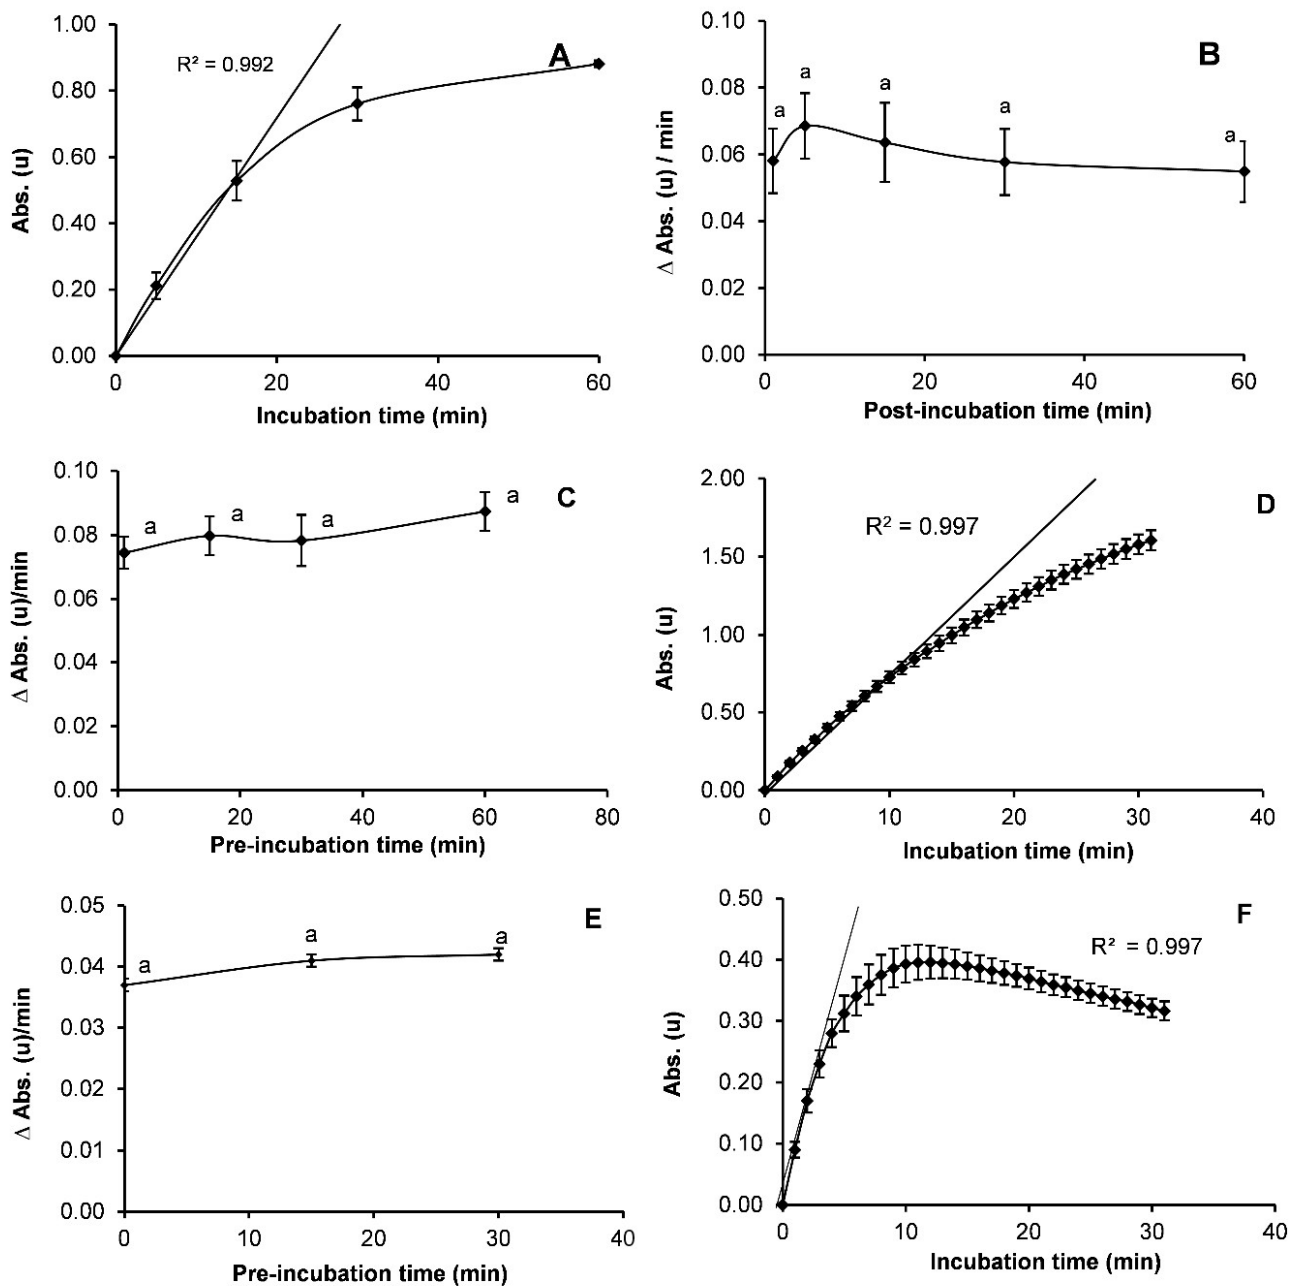 A
R² = 0.992
Abs. (u)
1.00
0.80
0.60
0.40
0.20
0.00
0 20 40 60
Incubation time (min)
B
Δ Abs. (u) / min
0.10
0.08
0.06
0.04
0.02
0.00
a a a a a
0 20 40 60
Post-incubation time (min)
C
Δ Abs. (u)/min
0.10
0.08
0.06
0.04
0.02
0.00
a a a a
0 20 40 60 80
Pre-incubation time (min)
D
R² = 0.997
Abs. (u)
2.00
1.50
1.00
0.50
0.00
0 10 20 30 40
Incubation time (min)
E
Δ Abs. (u)/min
0.05
0.04
0.03
0.02
0.01
0.00
a a a
0 10 20 30 40
Pre-incubation time (min)
F
R² = 0.997
Abs. (u)
0.50
0.40
0.30
0.20
0.10
0.00
0 10 20 30 40
Incubation time (min)